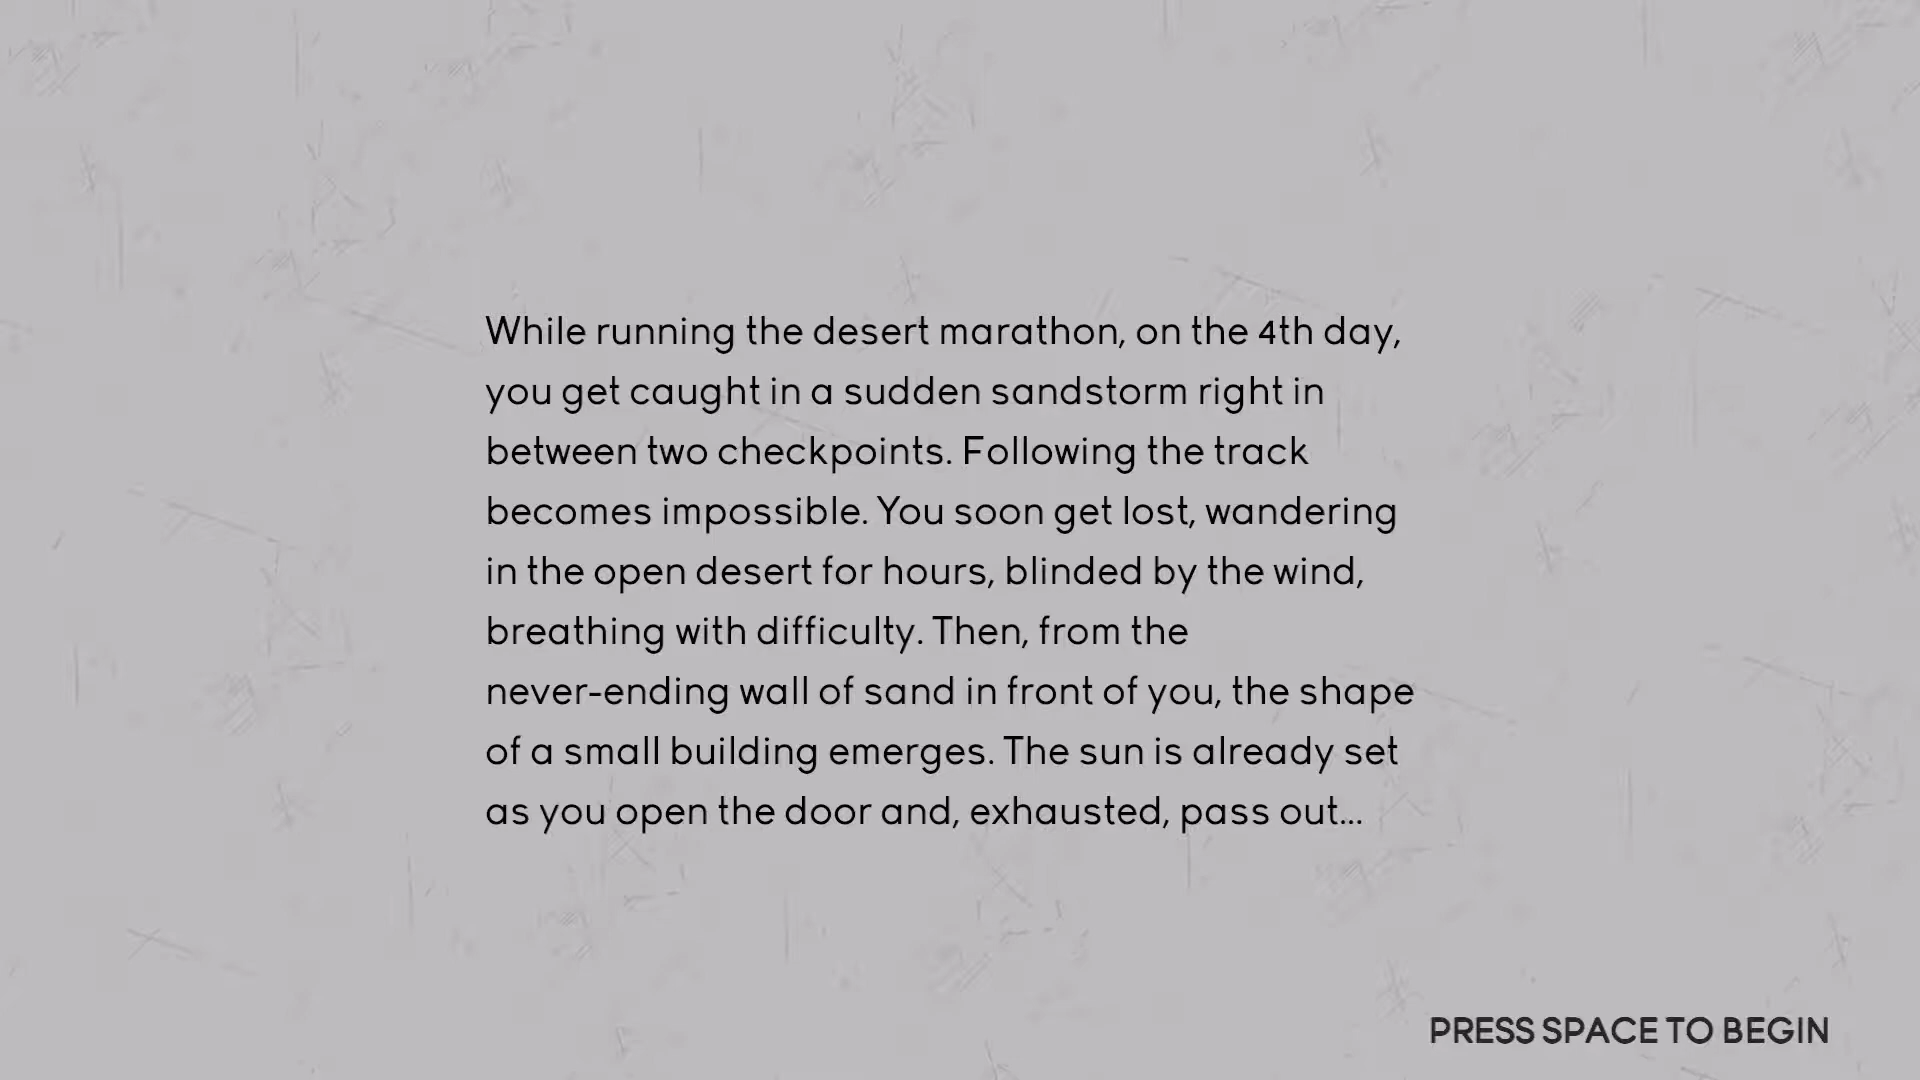 While running the desert marathon, on the 4th day,
you get caught in a sudden sandstorm right in
between two checkpoints. Following the track
becomes impossible. You soon get lost, wandering
in the open desert for hours, blinded by the wind,
breathing with difficulty. Then, from the
never-ending wall of sand in front of you, the shape
of a small building emerges. The sun is already set
as you open the door and, exhausted, pass out...
PRESS SPACE TO BEGIN